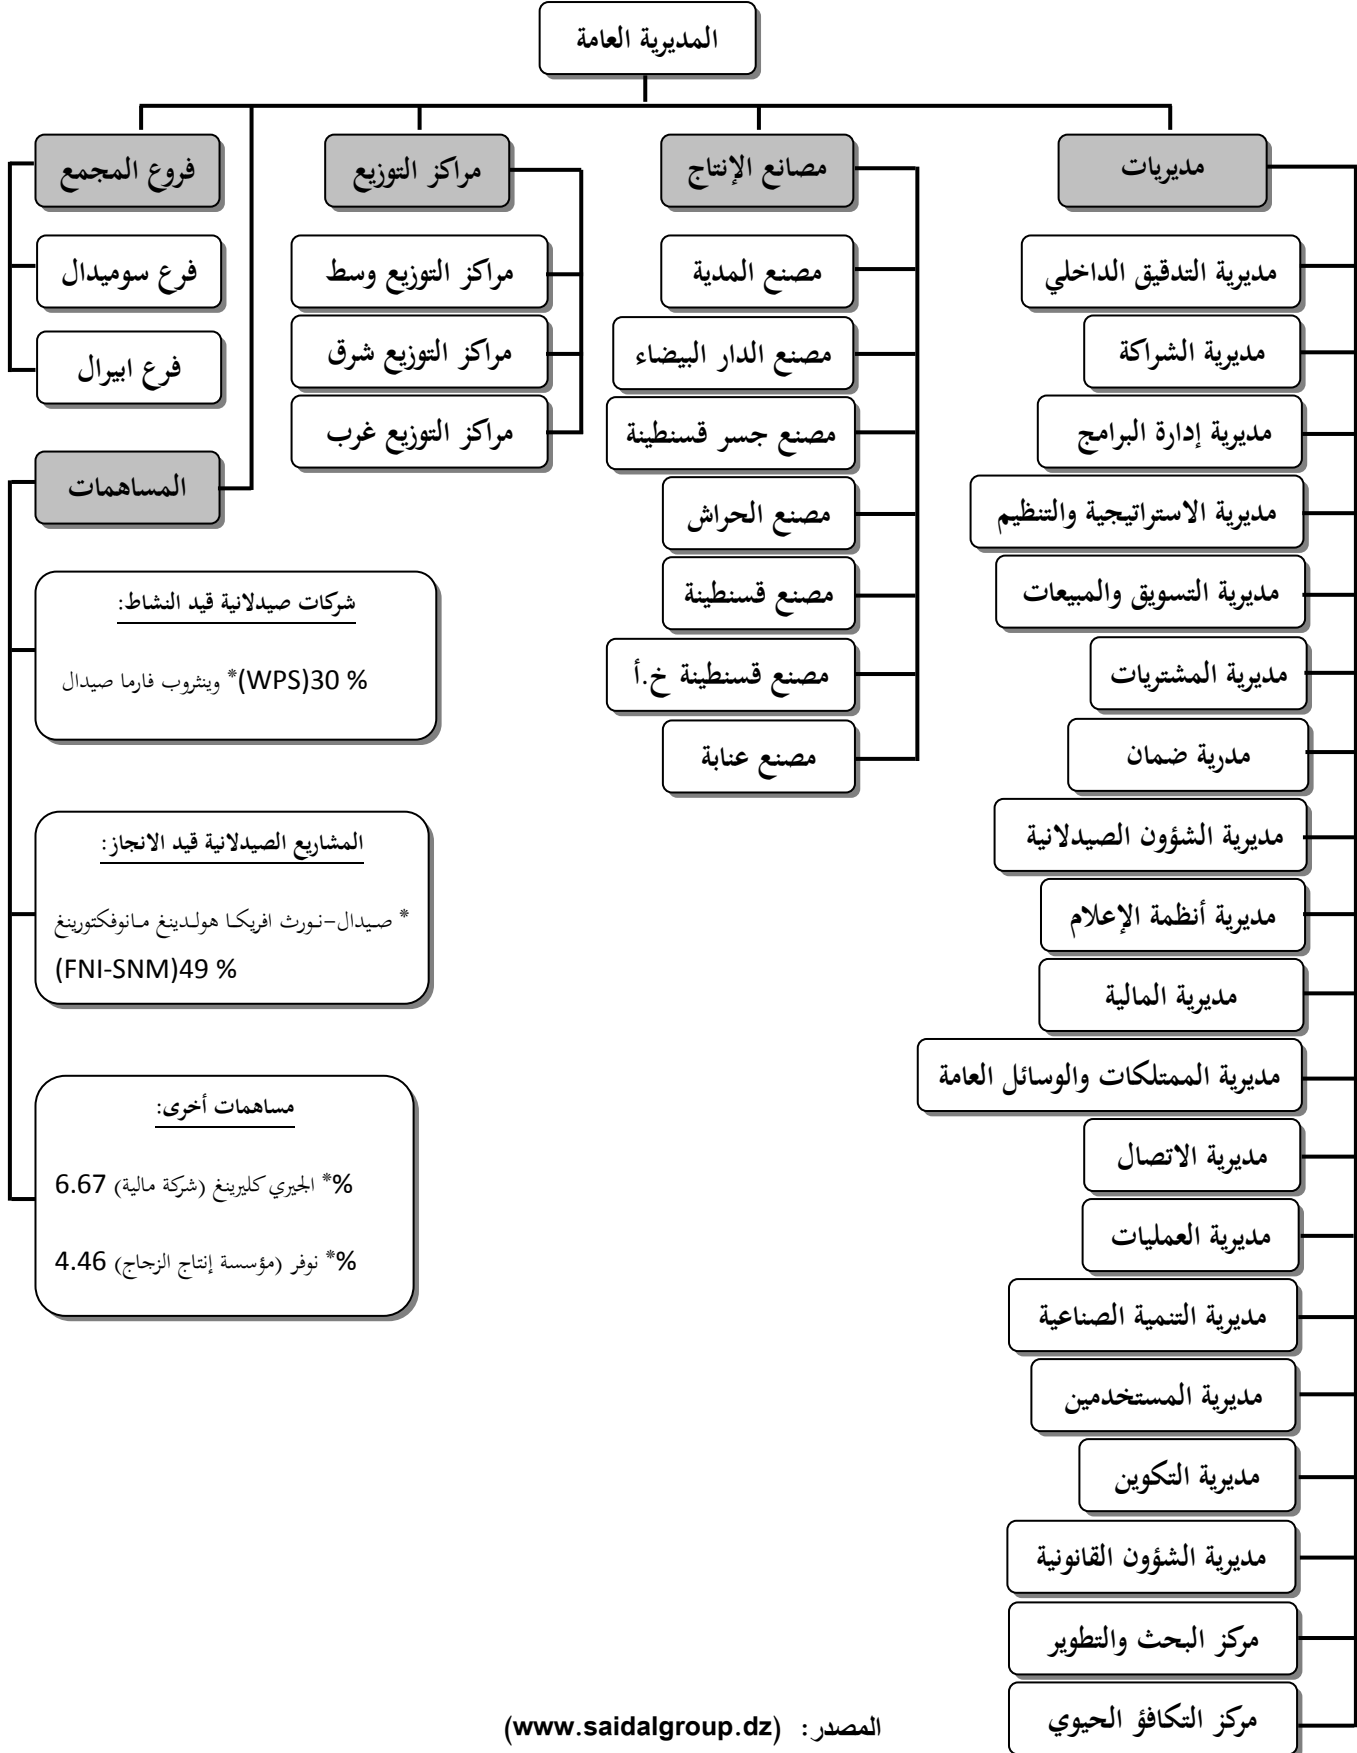 المديرية العامة
مديريات
مديرية التدقيق الداخلي
مديرية الشراكة
مديرية إدارة البرامج
مديرية الاستراتيجية والتنظيم
مديرية التسويق والمبيعات
مديرية المشتريات
مدرية ضمان
مديرية الشؤون الصيدلانية
مديرية أنظمة الإعلام
مديرية المالية
مديرية الممتلكات والوسائل العامة
مديرية الاتصال
مديرية العمليات
مديرية التنمية الصناعية
مديرية المستخدمين
مديرية التكوين
مديرية الشؤون القانونية
مركز البحث والتطوير
مركز التكافؤ الحيوي
مصانع الإنتاج
مصنع المدية
مصنع الدار البيضاء
مصنع جسر قسنطينة
مصنع الحراش
مصنع قسنطينة
مصنع قسنطينة خ.أ
مصنع عنابة
مراكز التوزيع
مراكز التوزيع وسط
مراكز التوزيع شرق
مراكز التوزيع غرب
فروع المجمع
فرع سوميدال
فرع ابيرال
المساهمات
شركات صيدلانية قيد النشاط:
(WPS)30 %* وينثروب فارما صيدال
المشاريع الصيدلانية قيد الانجاز:
* صيدال-نورث افريكا هولدينغ مانوفكتورينغ
(FNI-SNM)49 %
مساهمات أخرى:
%* الجيري كليرينغ (شركة مالية) 6.67
%* نوفر (مؤسسة إنتاج الزجاج) 4.46
المصدر: (www.saidalgroup.dz)